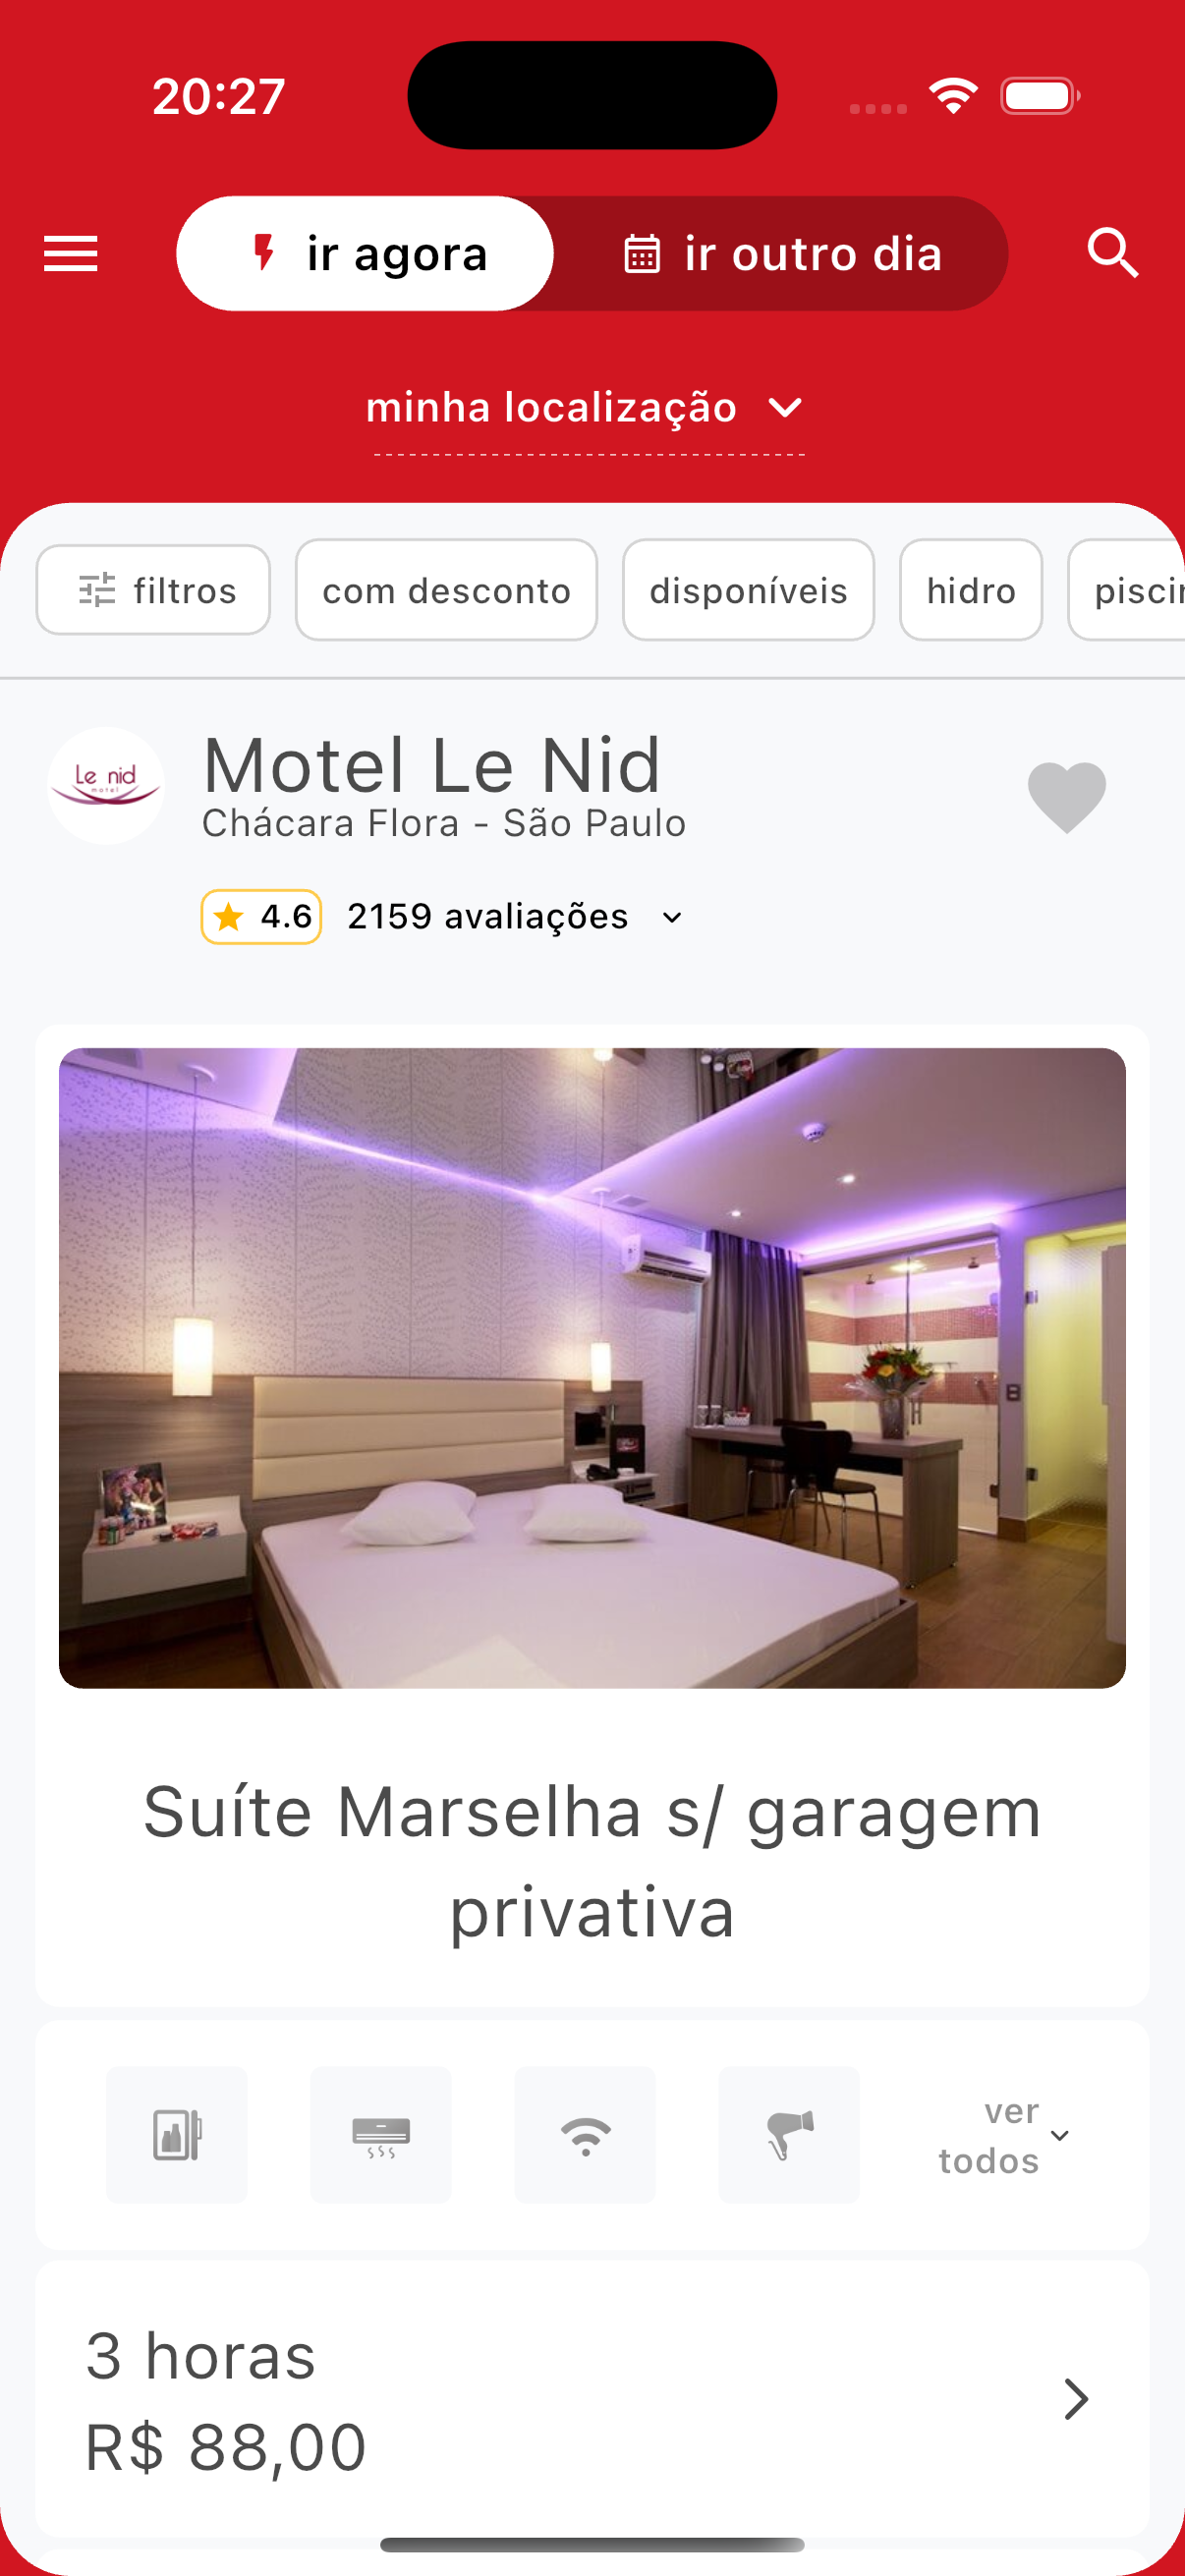 20:27
ir agora
ir outro dia
minha localização
filtros
com desconto
disponíveis
hidro
piscin
Le nid
motel
Motel Le Nid
Chácara Flora - São Paulo
4.6
2159 avaliações
Suíte Marselha s/ garagem
privativa
ver
todos
3 horas
R$ 88,00